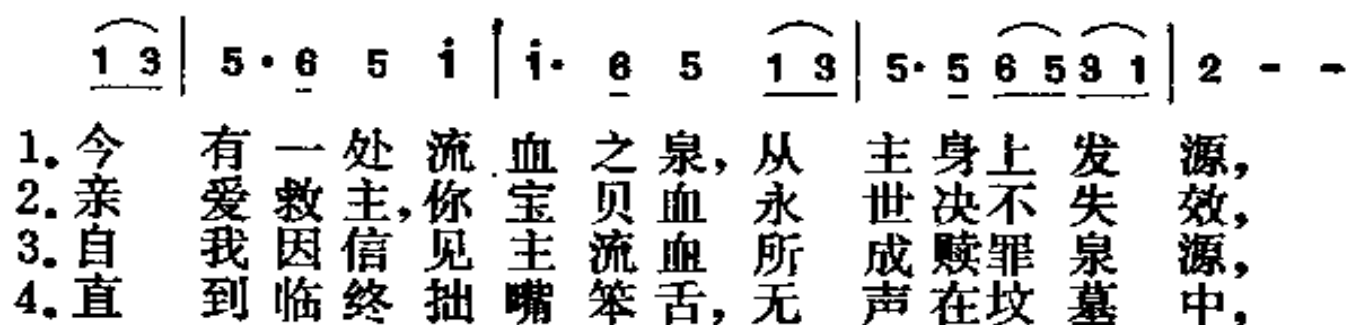 1 3 | 5 · 6 5 i | i · 6 5 1 3 | 5 · 5 6 5 3 1 | 2 - -
1. 今 有 一 处 流 血 之 泉, 从 主 身 上 发 源,
2. 亲 爱 救 主, 你 宝 贝 血 永 世 决 不 失 效,
3. 自 我 因 信 见 主 流 血 所 成 赎 罪 泉 源,
4. 直 到 临 终 拙 嘴 笨 舌, 无 声 在 坟 墓 中,